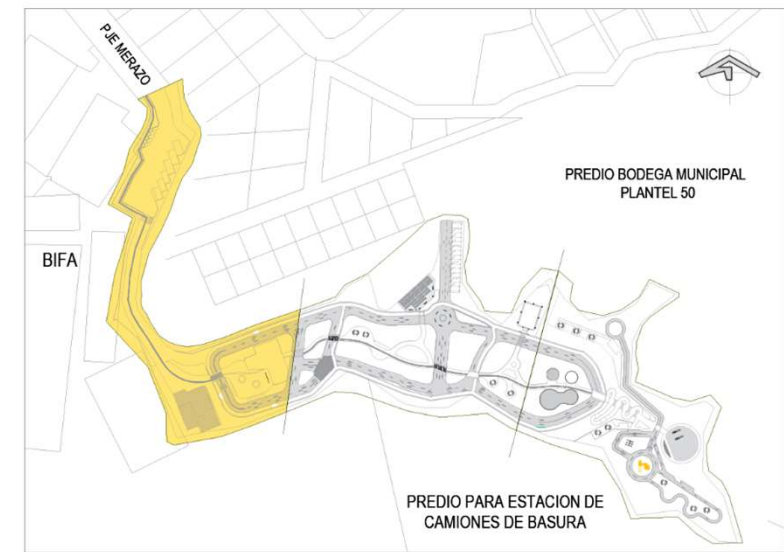 PJE MERAZO
PREDIO BODEGA MUNICIPAL
PLANTEL 50
BIFA
PREDIO PARA ESTACION DE
CAMIONES DE BASURA